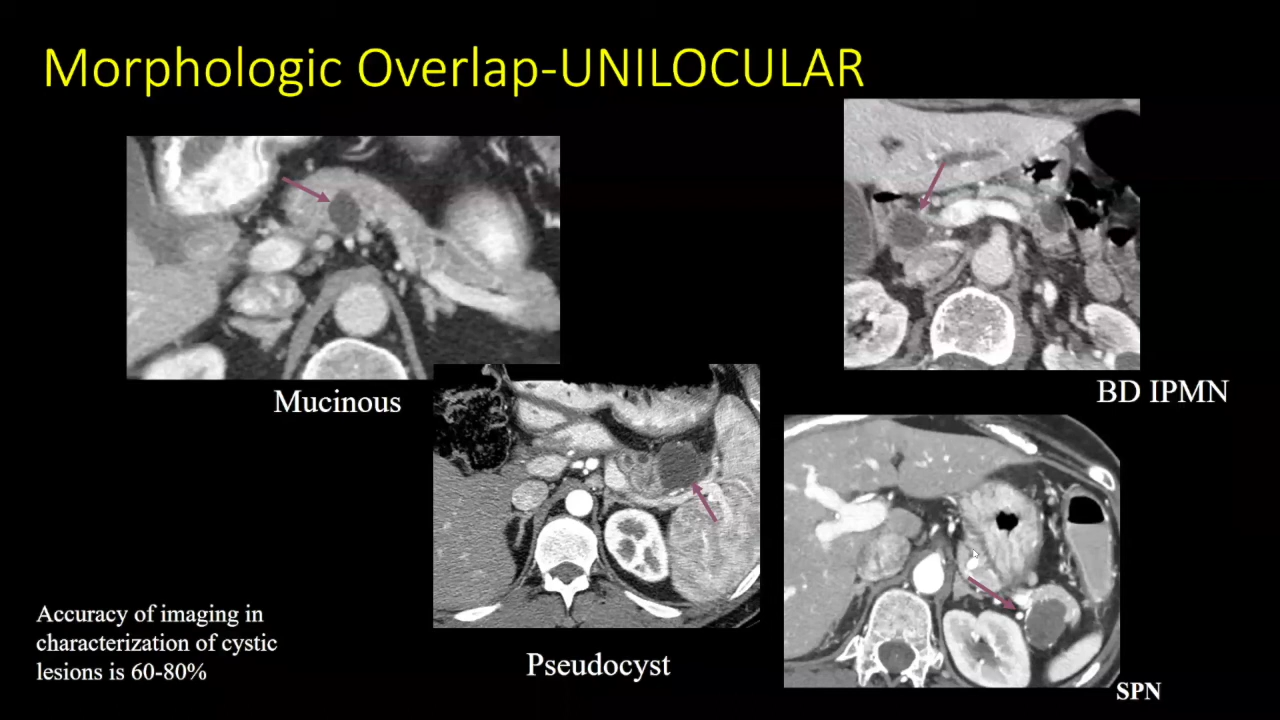 Morphologic Overlap-UNILOCULAR
Mucinous
BD IPMN
Pseudocyst
SPN
Accuracy of imaging in
characterization of cystic
lesions is 60-80%